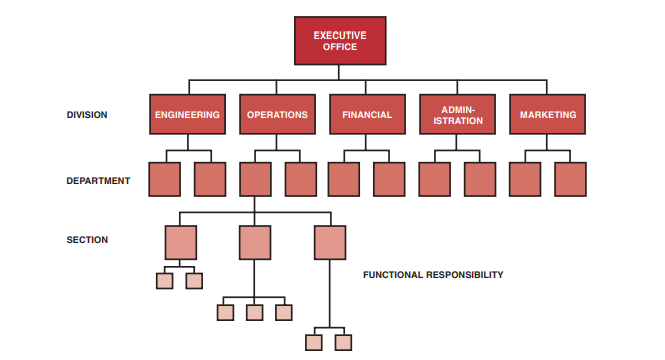 EXECUTIVE
OFFICE
DIVISION
ENGINEERING
OPERATIONS
FINANCIAL
ADMIN-
ISTRATION
MARKETING
DEPARTMENT
SECTION
FUNCTIONAL RESPONSIBILITY